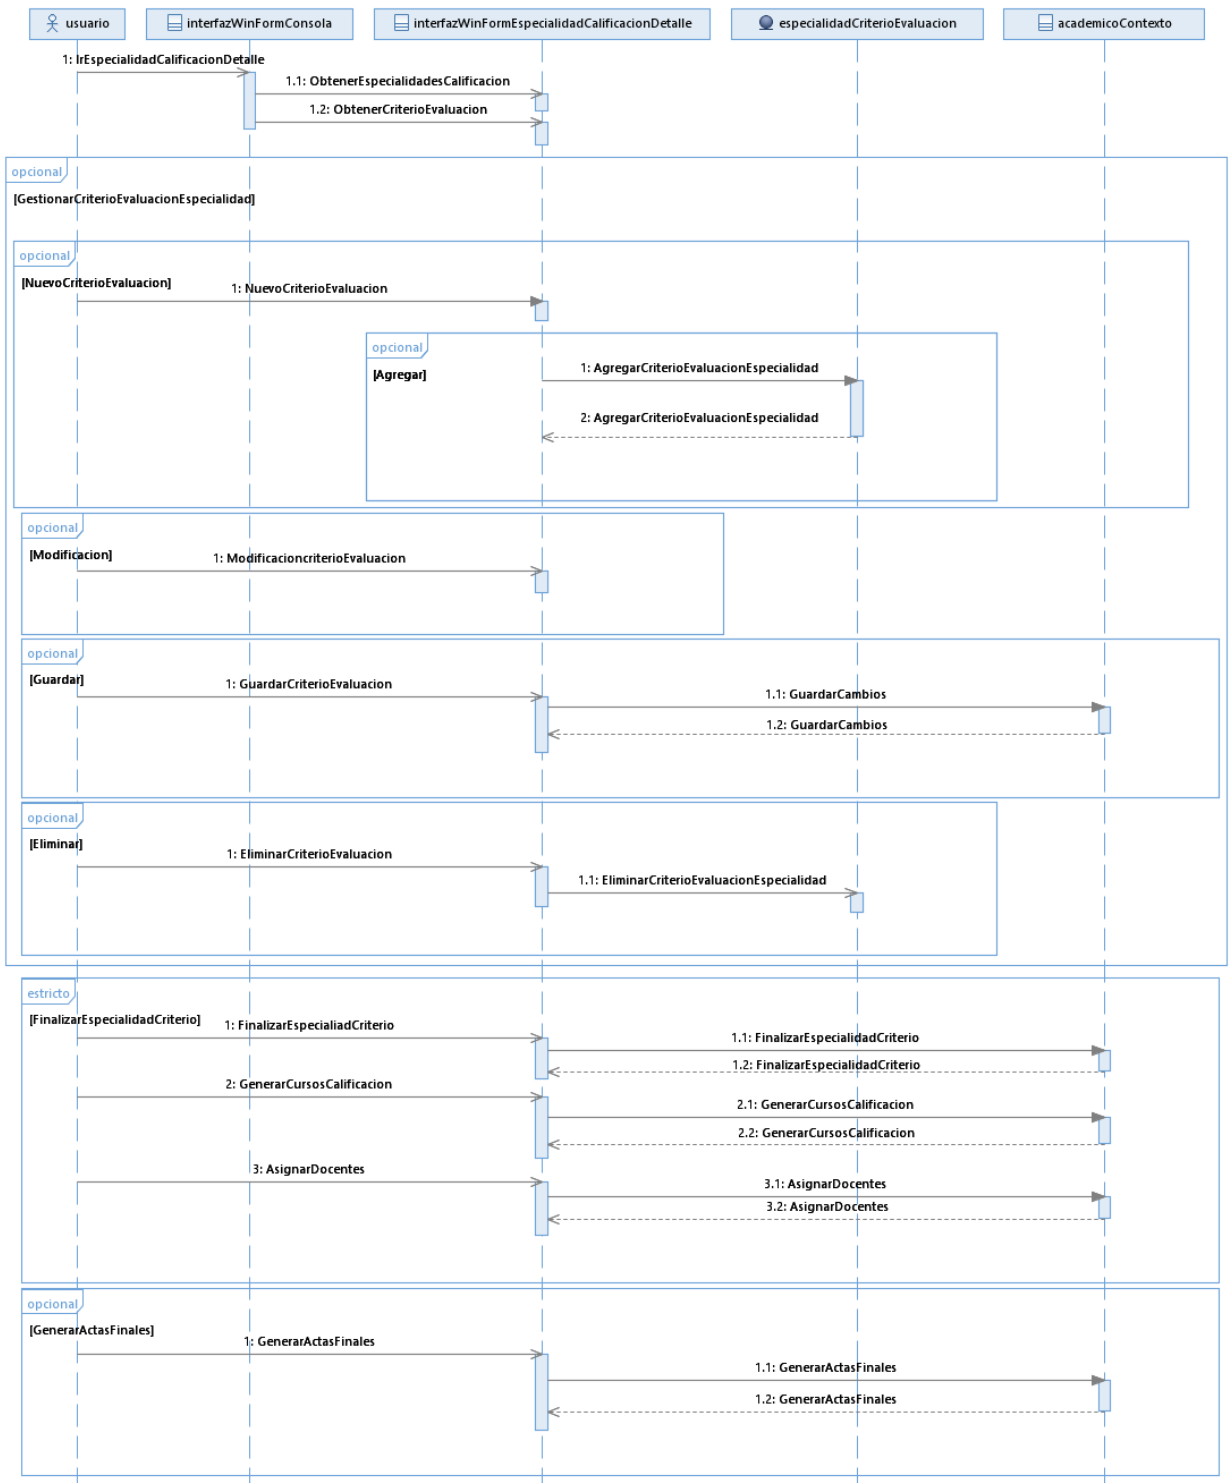 usuario
interfazWinFormConsola
interfazWinFormEspecialidadCalificacionDetalle
especialidadCriterioEvaluacion
academicoContexto
1: IrEspecialidadCalificacionDetalle
1.1: ObtenerEspecialidadesCalificacion
1.2: ObtenerCriterioEvaluacion
opcional
[GestionarCriterioEvaluacionEspecialidad]
opcional
[NuevoCriterioEvaluacion]
1: NuevoCriterioEvaluacion
opcional
[Agregar]
1: AgregarCriterioEvaluacionEspecialidad
2: AgregarCriterioEvaluacionEspecialidad
opcional
[Modificacion]
1: ModificacioncriterioEvaluacion
opcional
[Guardar]
1: GuardarCriterioEvaluacion
1.1: GuardarCambios
1.2: GuardarCambios
opcional
[Eliminar]
1: EliminarCriterioEvaluacion
1.1: EliminarCriterioEvaluacionEspecialidad
estricto
[FinalizarEspecialidadCriterio]
1: FinalizarEspecialiadCriterio
1.1: FinalizarEspecialidadCriterio
1.2: FinalizarEspecialidadCriterio
2: GenerarCursosCalificacion
2.1: GenerarCursosCalificacion
2.2: GenerarCursosCalificacion
3: AsignarDocentes
3.1: AsignarDocentes
3.2: AsignarDocentes
opcional
[GenerarActasFinales]
1: GenerarActasFinales
1.1: GenerarActasFinales
1.2: GenerarActasFinales